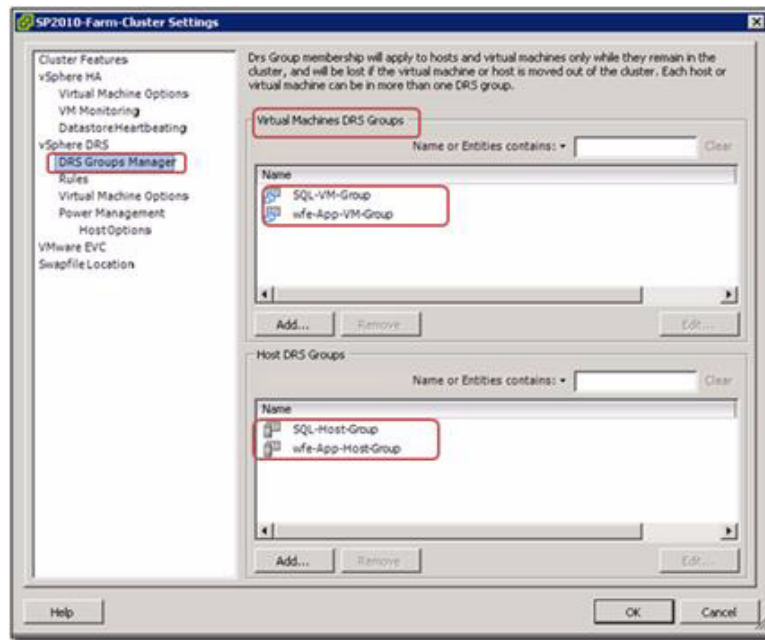 SP2010-Farm-Cluster Settings
Cluster Features
vSphere HA
Virtual Machine Options
VM Monitoring
DatastoreHeartbeating
vSphere DRS
DRS Groups Manager
Rules
Virtual Machine Options
Power Management
HostOptions
VMware EVC
Swapfile Location
Drs Group membership will apply to hosts and virtual machines only while they remain in the
cluster, and will be lost if the virtual machine or host is moved out of the cluster. Each host or
virtual machine can be in more than one DRS group.
Virtual Machines DRS Groups
Name or Entities contains: Clear
Name
SQL-VM-Group
wfe-App-VM-Group
Add... Remove Edit...
Host DRS Groups
Name or Entities contains: Clear
Name
SQL-Host-Group
wfe-App-Host-Group
Add... Remove Edit...
Help OK Cancel